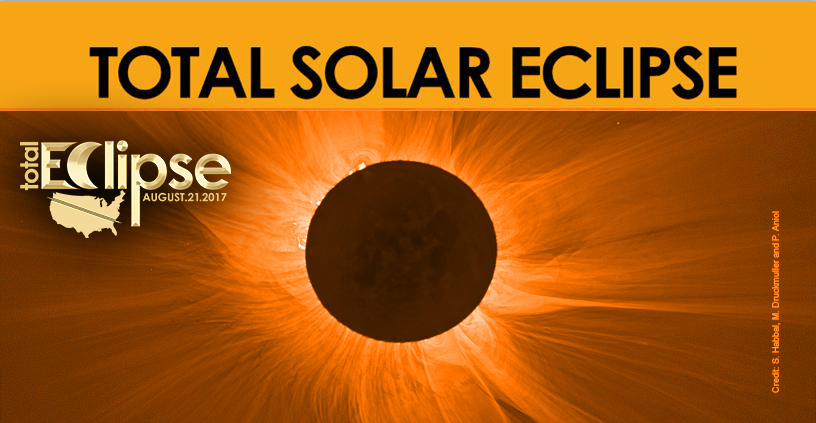 TOTAL SOLAR ECLIPSE
total
EClipse
AUGUST.21.2017
Credit: S. Habbal, M. Druckmuller and P. Aniol